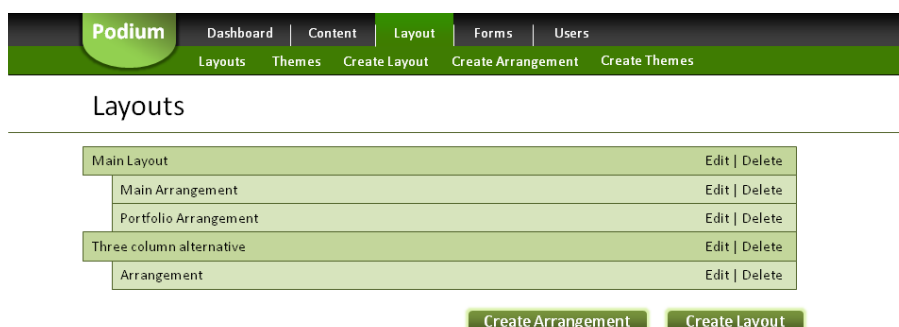 Podium Dashboard | Content | Layout | Forms | Users
Layouts Themes Create Layout Create Arrangement Create Themes
Layouts
Main Layout Edit | Delete
Main Arrangement Edit | Delete
Portfolio Arrangement Edit | Delete
Three column alternative Edit | Delete
Arrangement Edit | Delete
Create Arrangement Create Layout